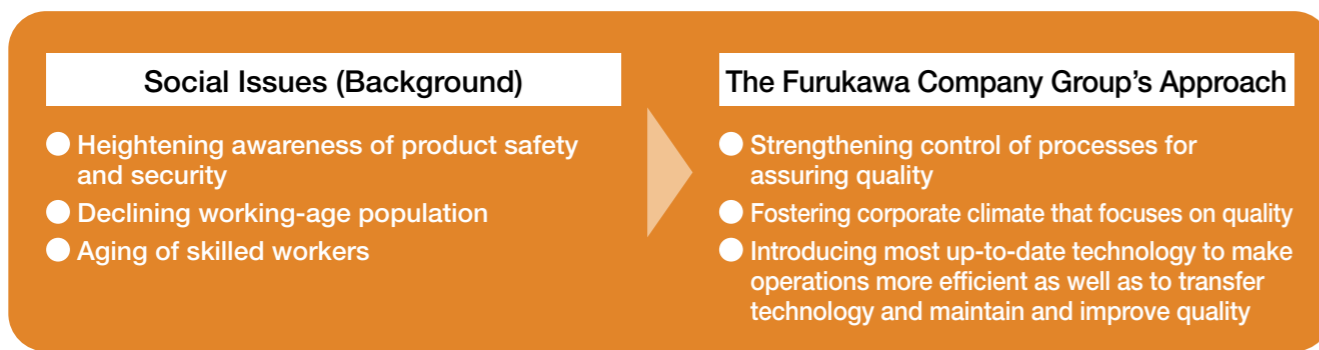 Social Issues (Background)
● Heightening awareness of product safety
and security
● Declining working-age population
● Aging of skilled workers
The Furukawa Company Group's Approach
● Strengthening control of processes for
assuring quality
● Fostering corporate climate that focuses on quality
● Introducing most up-to-date technology to make
operations more efficient as well as to transfer
technology and maintain and improve quality